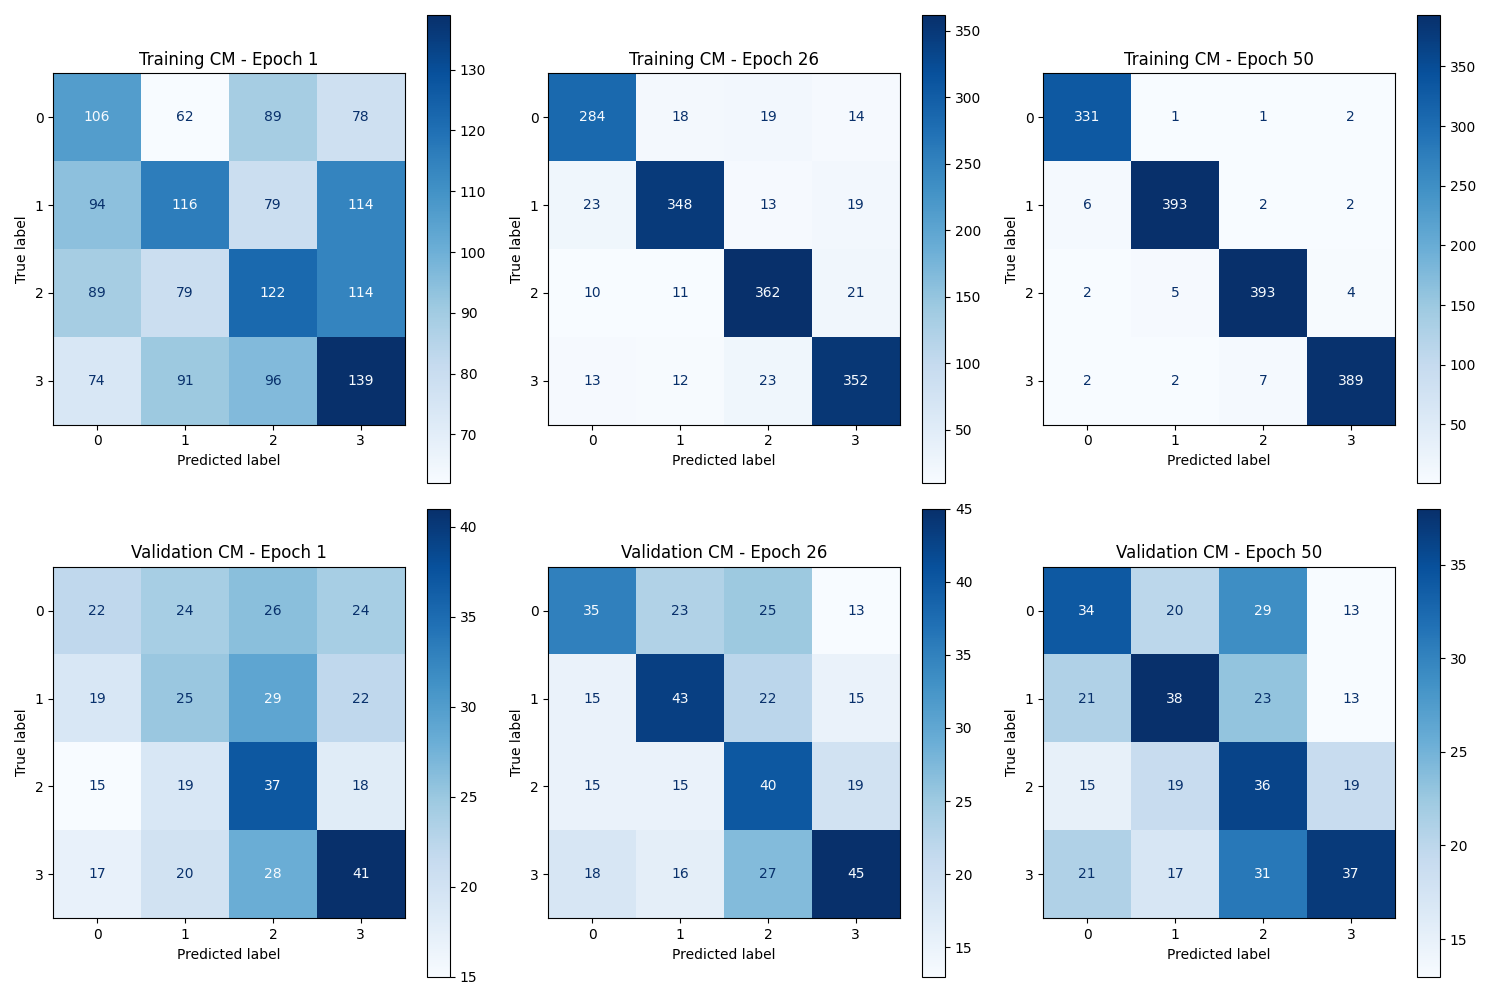 Training CM - Epoch 1
0 106 62 89 78
1 94 116 79 114
2 89 79 122 114
3 74 91 96 139
0 1 2 3
Predicted label
True label
130
120
110
100
90
80
70
Training CM - Epoch 26
0 284 18 19 14
1 23 348 13 19
2 10 11 362 21
3 13 12 23 352
0 1 2 3
Predicted label
True label
350
300
250
200
150
100
50
Training CM - Epoch 50
0 331 1 1 2
1 6 393 2 2
2 2 5 393 4
3 2 2 7 389
0 1 2 3
Predicted label
True label
350
300
250
200
150
100
50
Validation CM - Epoch 1
0 22 24 26 24
1 19 25 29 22
2 15 19 37 18
3 17 20 28 41
0 1 2 3
Predicted label
True label
40
35
30
25
20
15
Validation CM - Epoch 26
0 35 23 25 13
1 15 43 22 15
2 15 15 40 19
3 18 16 27 45
0 1 2 3
Predicted label
True label
45
40
35
30
25
20
15
Validation CM - Epoch 50
0 34 20 29 13
1 21 38 23 13
2 15 19 36 19
3 21 17 31 37
0 1 2 3
Predicted label
True label
35
30
25
20
15